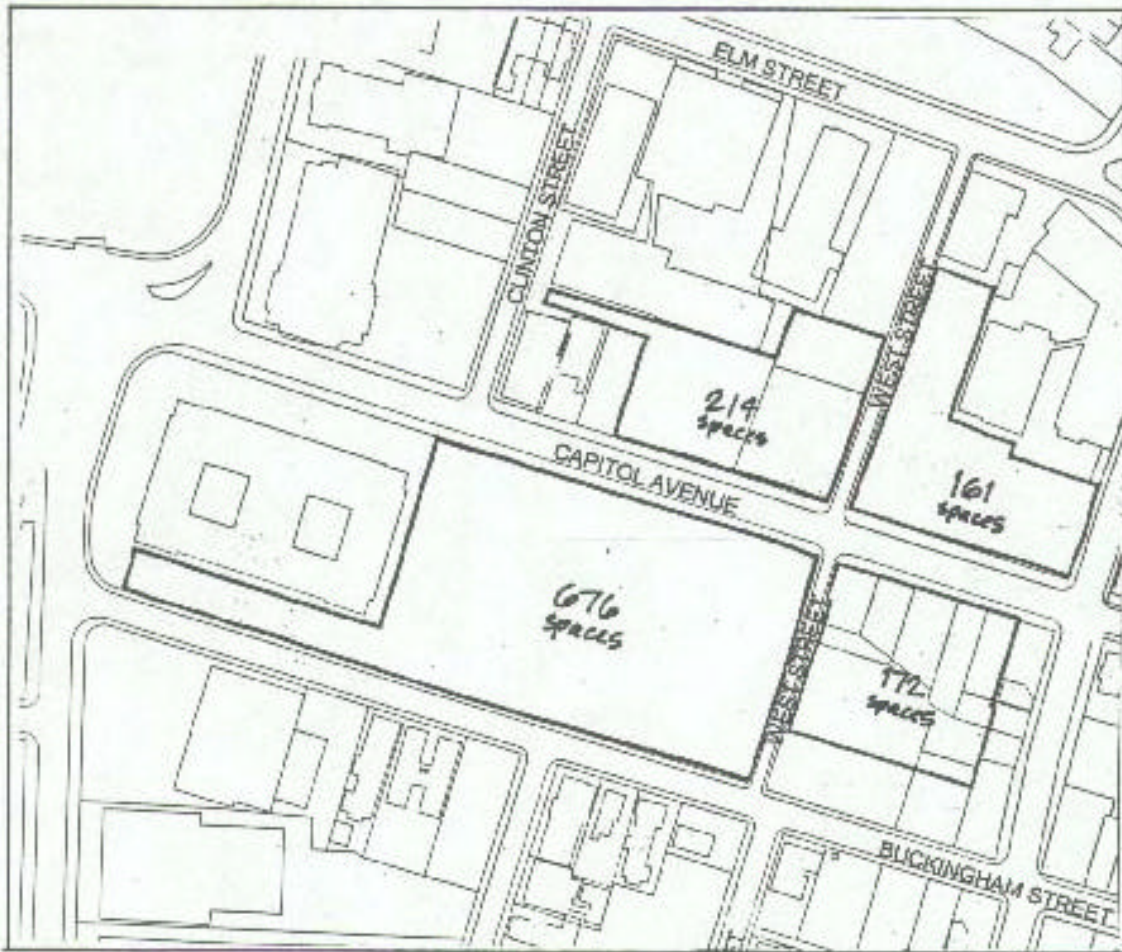 ELM STREET
CLINTON STREET
WEST STREET
214
spaces
CAPITOL AVENUE
161
spaces
676
spaces
WEST STREET
172
spaces
BUCKINGHAM STREET